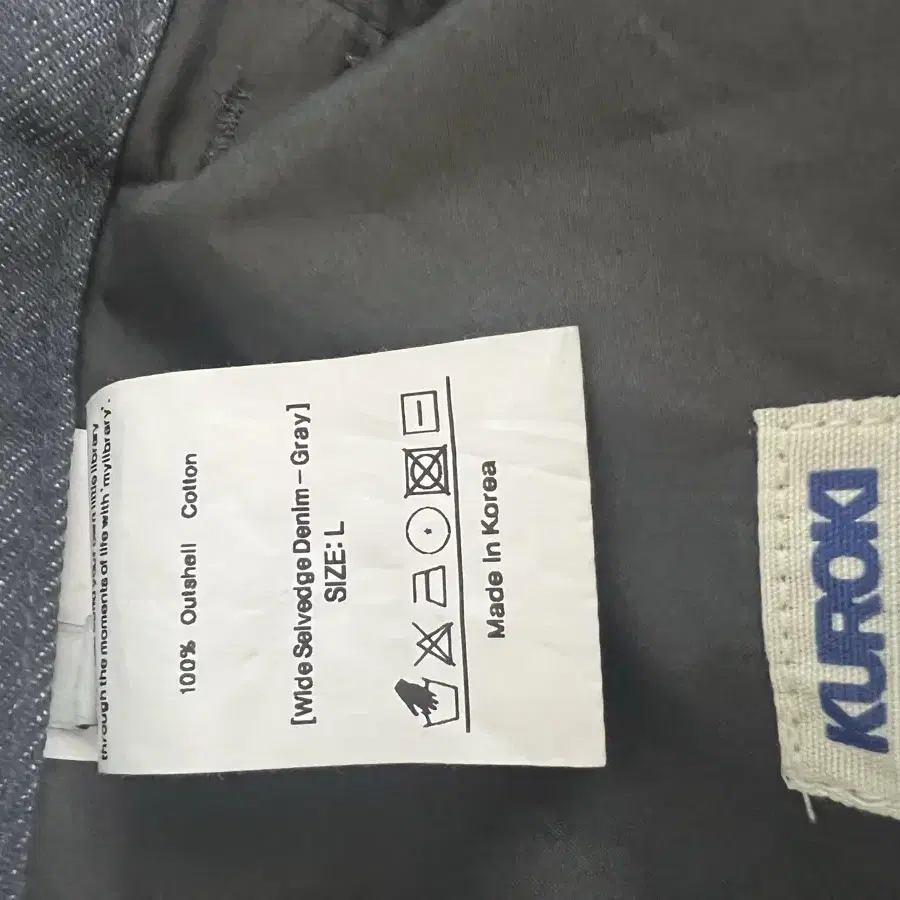 through the moments of life with 'mylibrary'.
100% Outshell Cotton
[Wide Selvedge Denim - Gray]
SIZE: L
Made In Korea
KUROKI